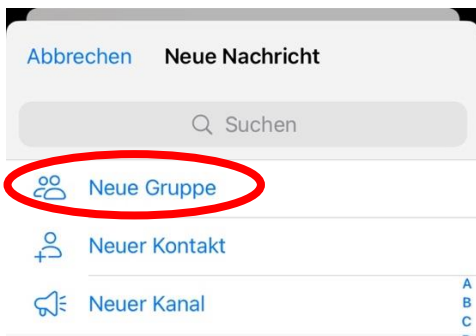 Abbrechen Neue Nachricht
Suchen
Neue Gruppe
Neuer Kontakt
Neuer Kanal
A
B
C